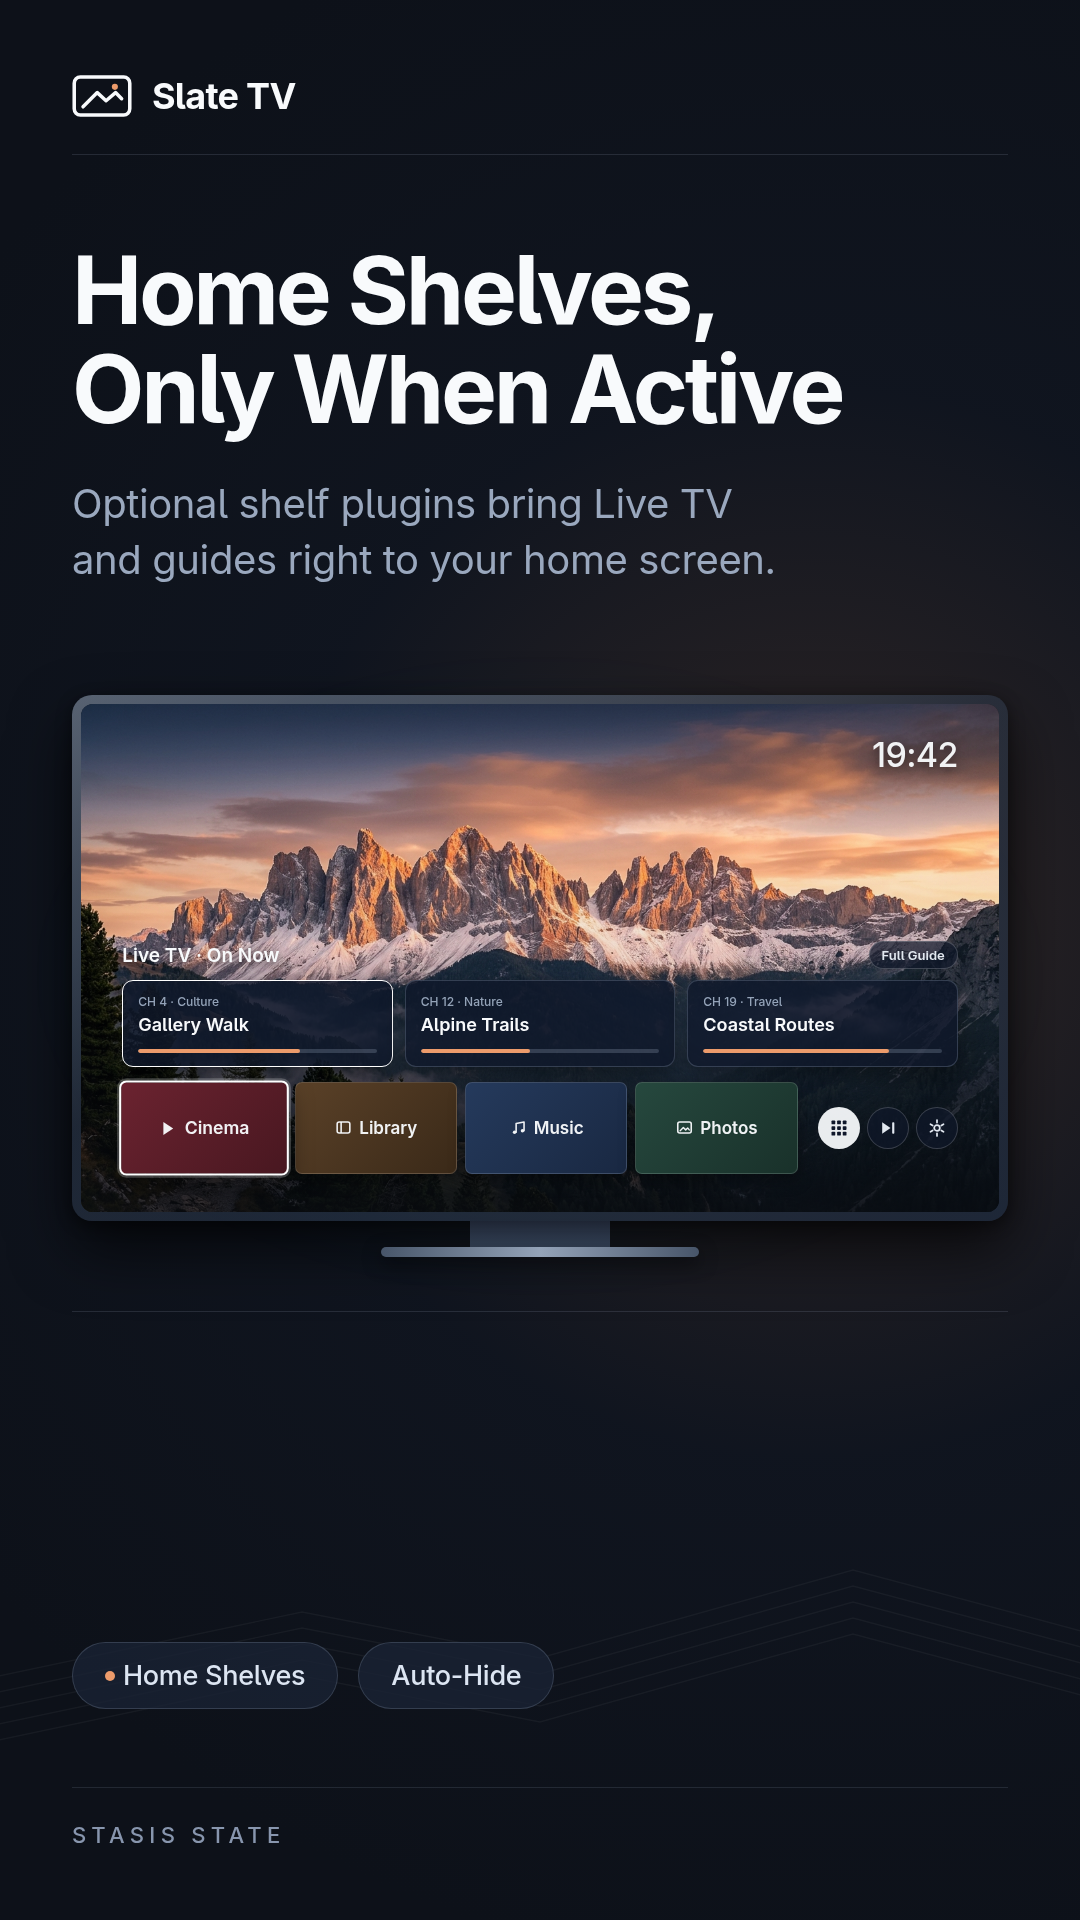 Slate TV
Home Shelves,
Only When Active
Optional shelf plugins bring Live TV
and guides right to your home screen.
19:42
Live TV · On Now
Full Guide
CH 4 · Culture
Gallery Walk
CH 12 · Nature
Alpine Trails
CH 19 · Travel
Coastal Routes
Cinema
Library
Music
Photos
Home Shelves
Auto-Hide
STASIS STATE